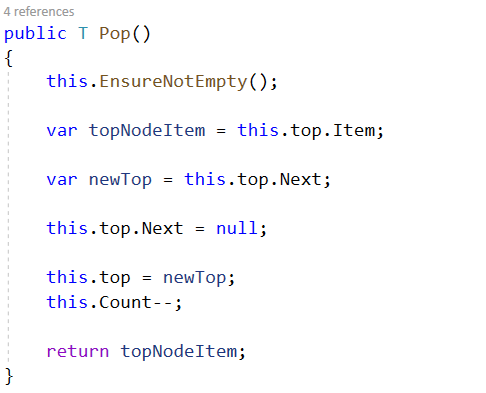 4 references
public T Pop()
{
    this.EnsureNotEmpty();
    var topNodeItem = this.top.Item;
    var newTop = this.top.Next;
    this.top.Next = null;
    this.top = newTop;
    this.Count--;
    return topNodeItem;
}